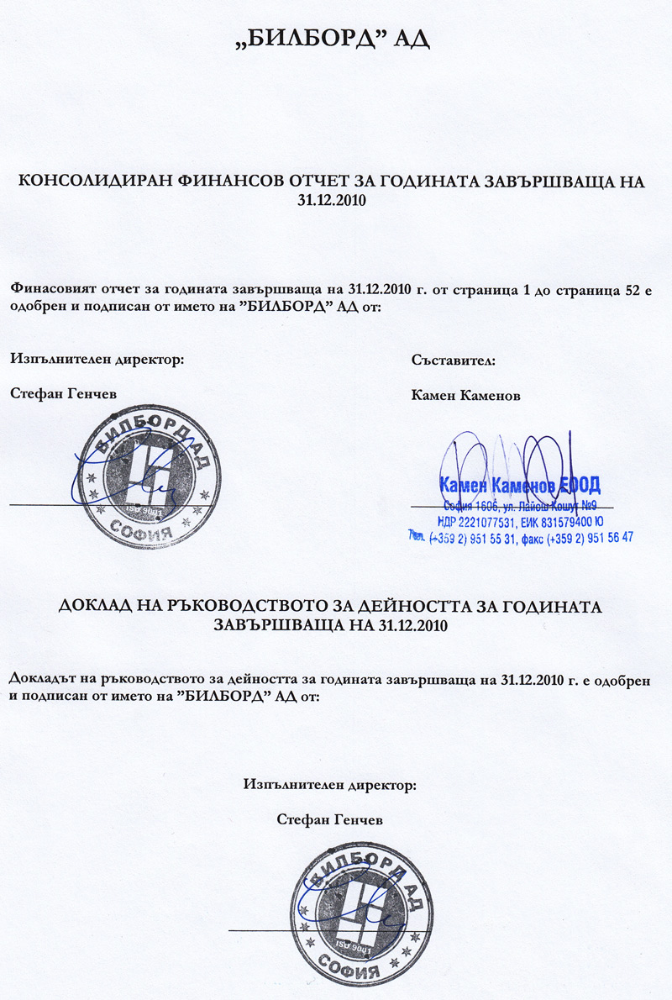 „БИЛБОРД” АД
КОНСОЛИДИРАН ФИНАНСОВ ОТЧЕТ ЗА ГОДИНАТА ЗАВЪРШВАЩА НА
31.12.2010
Финасовият отчет за годината завършваща на 31.12.2010 г. от страница 1 до страница 52 е
одобрен и подписан от името на ”БИЛБОРД” АД от:
Изпълнителен директор:
Стефан Генчев
БИЛБОРД АД
ISO 9001
СОФИЯ
Съставител:
Камен Каменов
Камен Каменов ЕООД
София 1606, ул. Лайош Кошут №9
НДР 2221077531, ЕИК 831579400 Ю
Тел. (+359 2) 951 55 31, факс (+359 2) 951 56 47
ДОКЛАД НА РЪКОВОДСТВОТО ЗА ДЕЙНОСТТА ЗА ГОДИНАТА
ЗАВЪРШВАЩА НА 31.12.2010
Докладът на ръководството за дейността за годината завършваща на 31.12.2010 г. е одобрен
и подписан от името на ”БИЛБОРД” АД от:
Изпълнителен директор:
Стефан Генчев
БИЛБОРД АД
ISO 9001
СОФИЯ